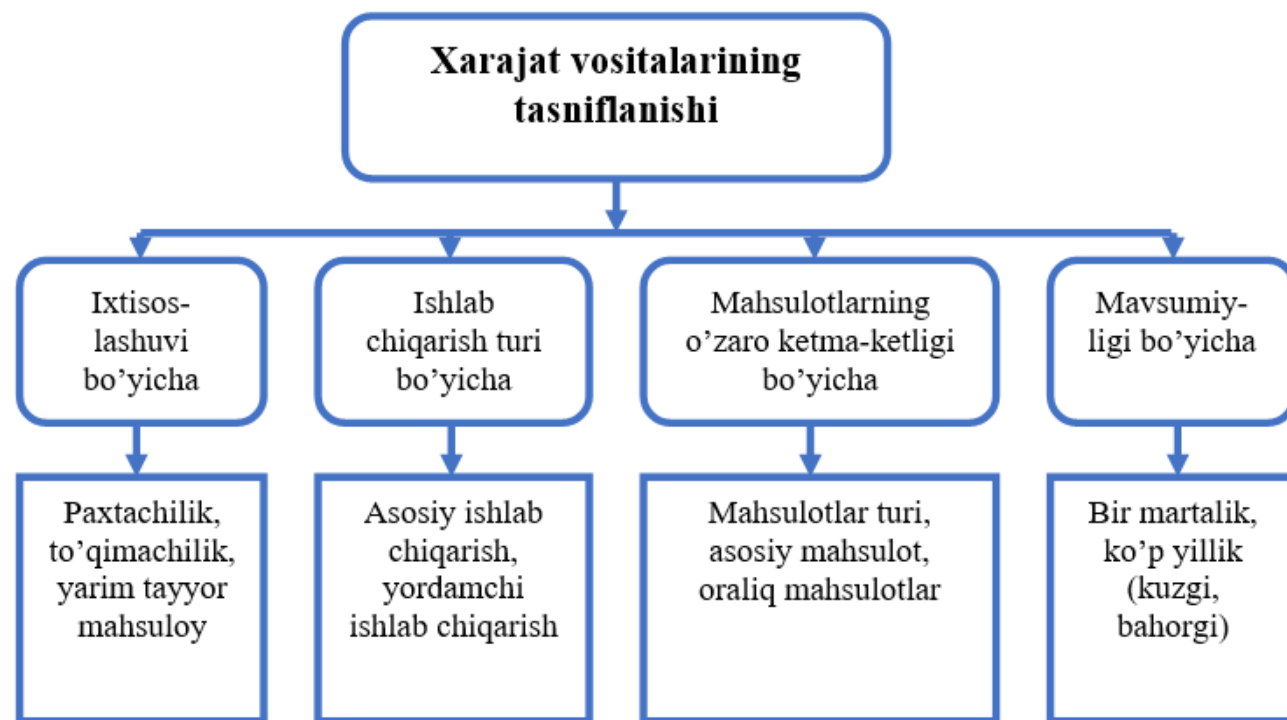 Xarajat vositalarining
tasniflanishi
Ixtisos-
lashuvi
bo’yicha
Ishlab
chiqarish turi
bo’yicha
Mahsulotlarning
o’zaro ketma-ketligi
bo’yicha
Mavsumiy-
ligi bo’yicha
Paxtachilik,
to’qimachilik,
yarim tayyor
mahsuloy
Asosiy ishlab
chiqarish,
yordamchi
ishlab chiqarish
Mahsulotlar turi,
asosiy mahsulot,
oraliq mahsulotlar
Bir martalik,
ko’p yillik
(kuzgi,
bahorgi)